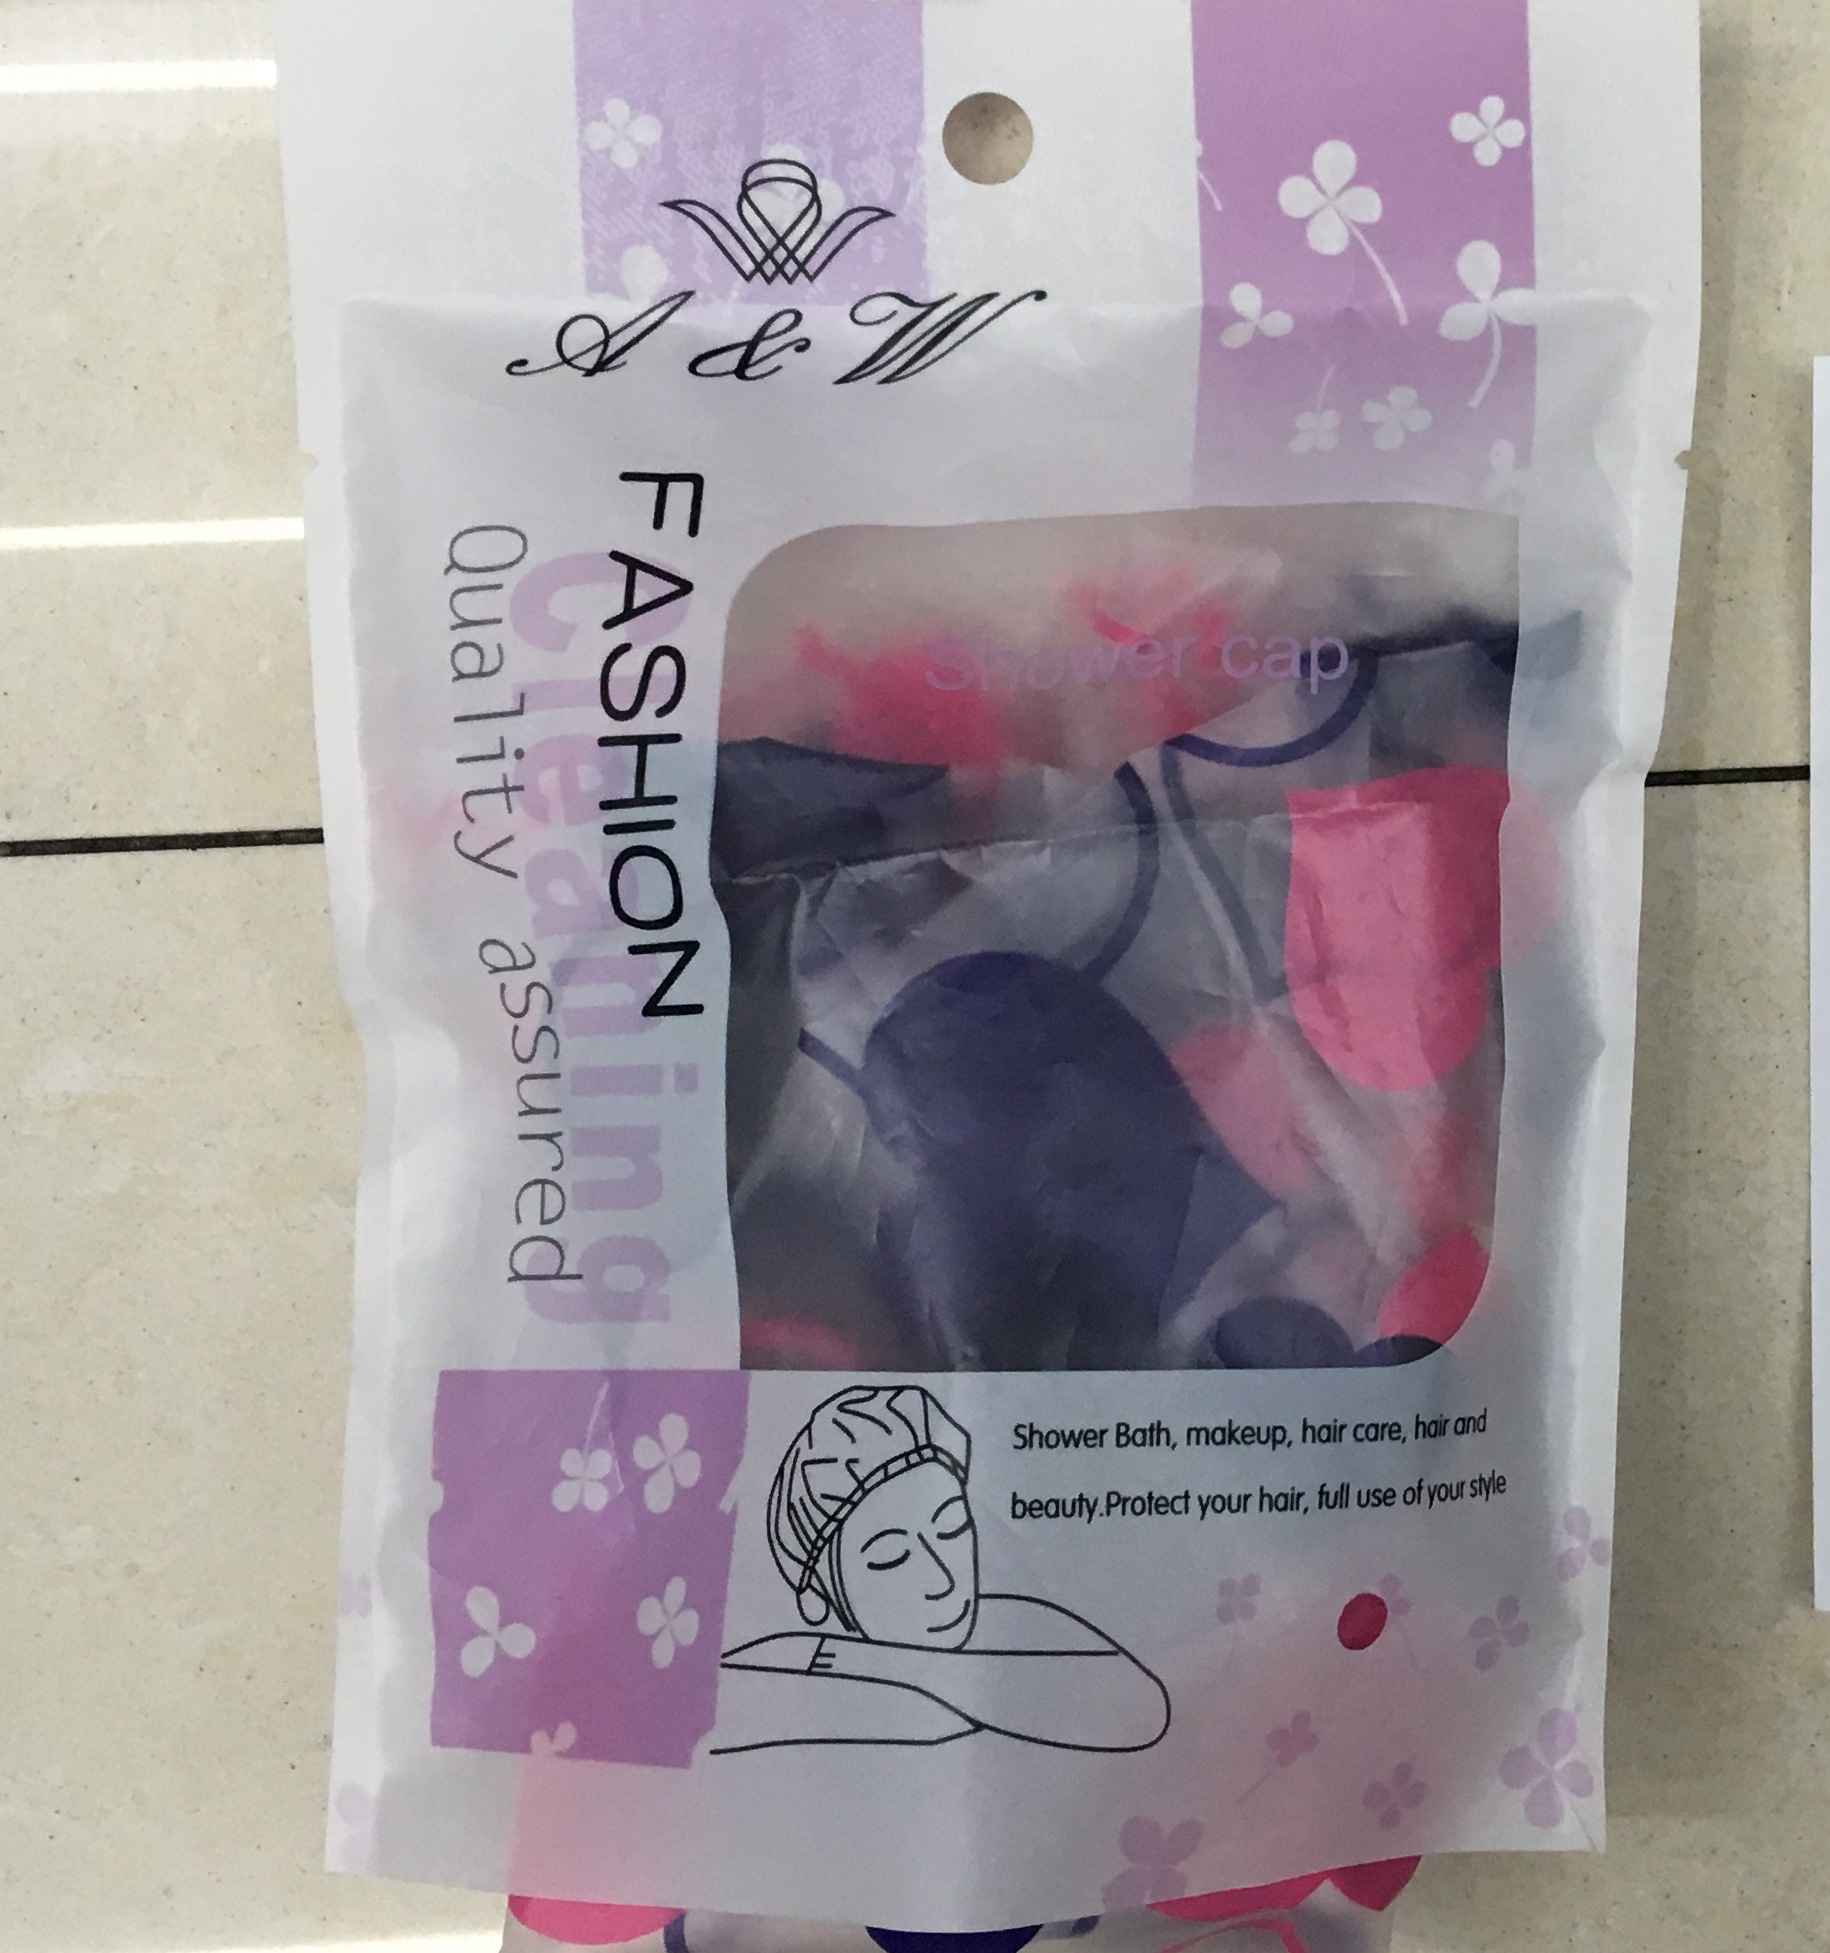 A & W
FASHION
Cleaning
Quality assured
Shower cap
Shower Bath, makeup, hair care, hair and
beauty.Protect your hair, full use of your style